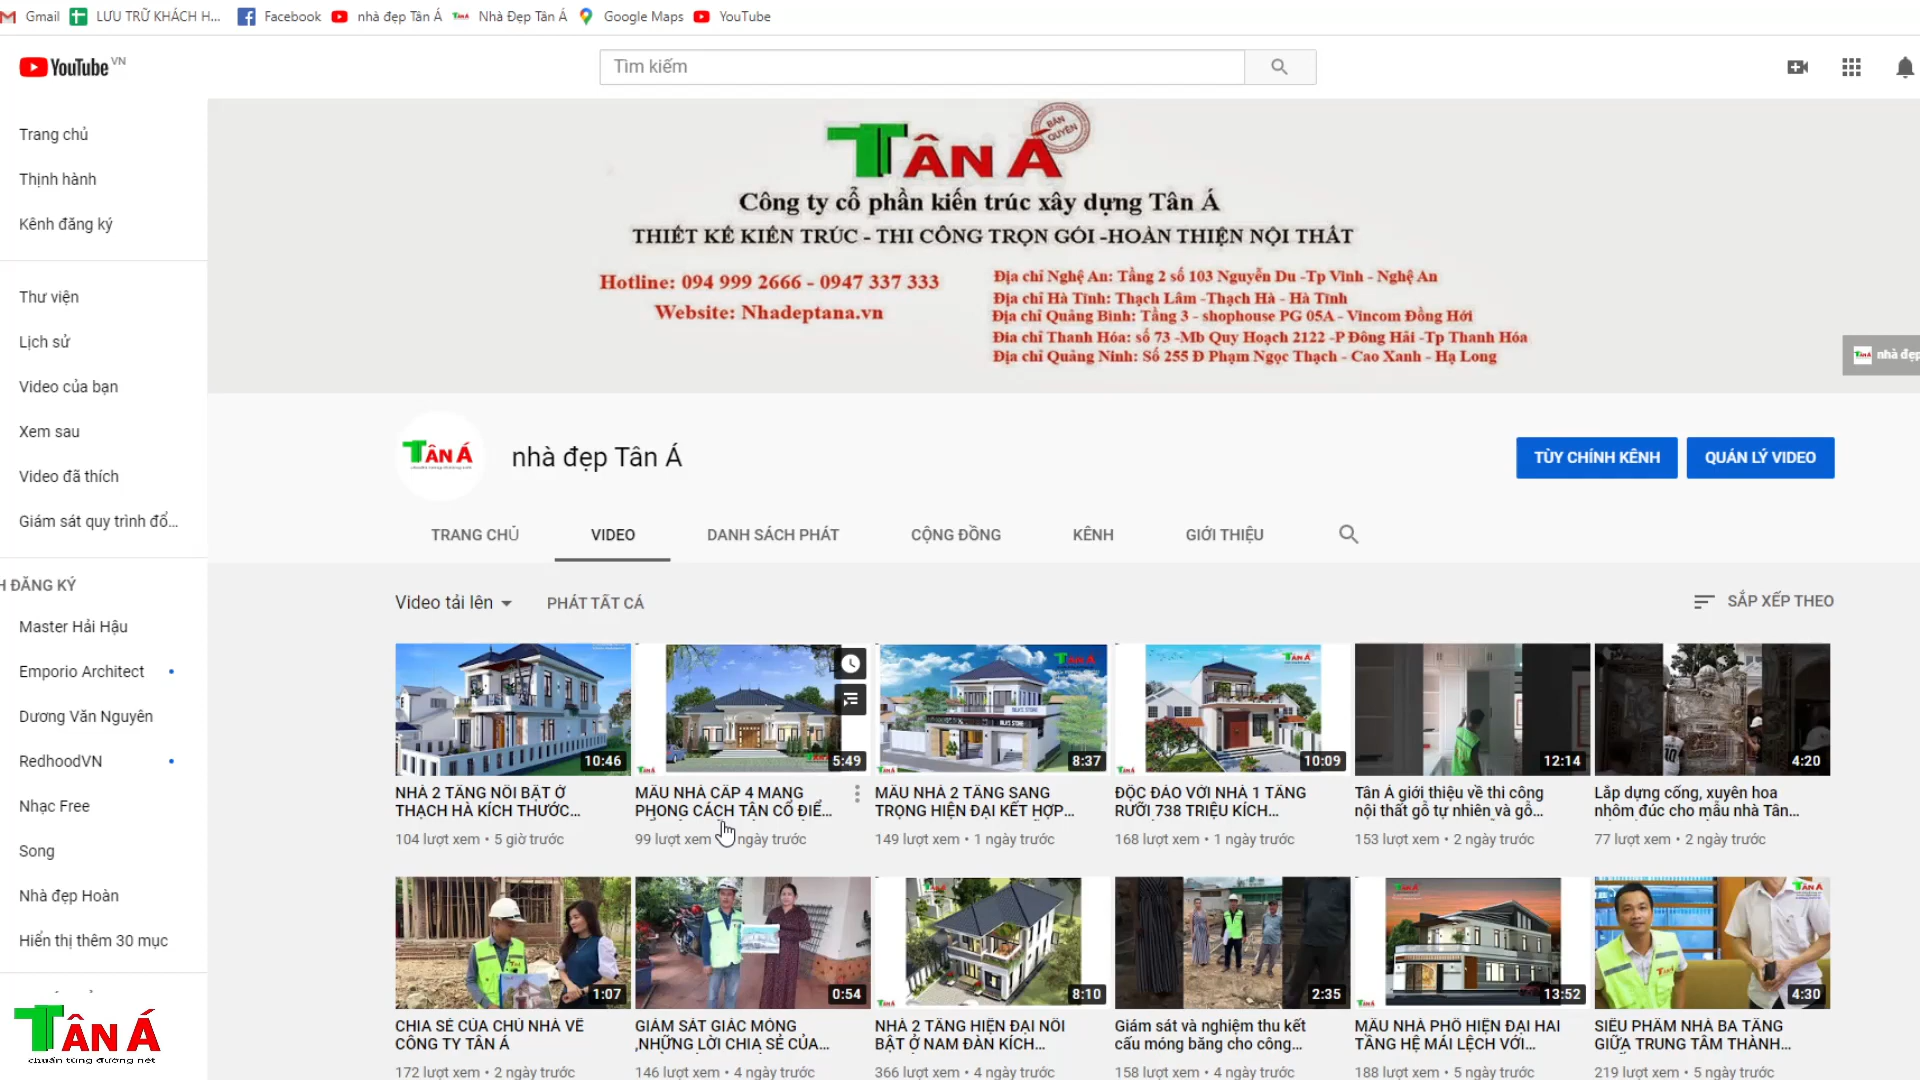 Gmail LƯU TRỮ KHÁCH H... Facebook nhà đẹp Tân Á Nhà Đẹp Tân Á Google Maps YouTube
YouTube VN
Tìm kiếm
Trang chủ
Thịnh hành
Kênh đăng ký
Thư viện
Lịch sử
Video của bạn
Xem sau
Video đã thích
Giám sát quy trình đổ...
H ĐĂNG KÝ
Master Hải Hậu
Emporio Architect
Dương Văn Nguyên
RedhoodVN
Nhạc Free
Song
Nhà đẹp Hoàn
Hiển thị thêm 30 mục
TÂN Á
chuẩn từng đường nét
TÂN Á
BẢN QUYỀN
Công ty cổ phần kiến trúc xây dựng Tân Á
THIẾT KẾ KIẾN TRÚC - THI CÔNG TRỌN GÓI -HOÀN THIỆN NỘI THẤT
Hotline: 094 999 2666 - 0947 337 333
Website: Nhadeptana.vn
Địa chỉ Nghệ An: Tầng 2 số 103 Nguyễn Du -Tp Vinh - Nghệ An
Địa chỉ Hà Tĩnh: Thạch Lâm -Thạch Hà - Hà Tĩnh
Địa chỉ Quảng Bình: Tầng 3 - shophouse PG 05A - Vincom Đồng Hới
Địa chỉ Thanh Hóa: số 73 -Mb Quy Hoạch 2122 -P Đông Hải -Tp Thanh Hóa
Địa chỉ Quảng Ninh: Số 255 Đ Phạm Ngọc Thạch - Cao Xanh - Hạ Long
nhà đẹp
TÂN Á
nhà đẹp Tân Á
TÙY CHỈNH KÊNH QUẢN LÝ VIDEO
TRANG CHỦ VIDEO DANH SÁCH PHÁT CỘNG ĐỒNG KÊNH GIỚI THIỆU
Video tải lên PHÁT TẤT CẢ SẮP XẾP THEO
10:46 5:49 8:37 10:09 12:14 4:20
NHÀ 2 TẦNG NỔI BẬT Ở
THẠCH HÀ KÍCH THƯỚC...
104 lượt xem • 5 giờ trước
MẪU NHÀ CẤP 4 MANG
PHONG CÁCH TÂN CỔ ĐIỂ...
99 lượt xem ngày trước
MẪU NHÀ 2 TẦNG SANG
TRỌNG HIỆN ĐẠI KẾT HỢP...
149 lượt xem • 1 ngày trước
ĐỘC ĐÁO VỚI NHÀ 1 TẦNG
RƯỠI 738 TRIỆU KÍCH...
168 lượt xem • 1 ngày trước
Tân Á giới thiệu về thi công
nội thất gỗ tự nhiên và gỗ...
153 lượt xem • 2 ngày trước
Lắp dựng cổng, xuyên hoa
nhôm đúc cho mẫu nhà Tân...
77 lượt xem • 2 ngày trước
1:07 0:54 8:10 2:35 13:52 4:30
CHIA SẺ CỦA CHỦ NHÀ VỀ
CÔNG TY TÂN Á
172 lượt xem • 2 ngày trước
GIÁM SÁT GIÁC MÓNG
,NHỮNG LỜI CHIA SẺ CỦA...
146 lượt xem • 4 ngày trước
NHÀ 2 TẦNG HIỆN ĐẠI NỔI
BẬT Ở NAM ĐÀN KÍCH...
366 lượt xem • 4 ngày trước
Giám sát và nghiệm thu kết
cấu móng băng cho công...
158 lượt xem • 4 ngày trước
MẪU NHÀ PHỐ HIỆN ĐẠI HAI
TẦNG HỆ MÁI LỆCH VỚI...
188 lượt xem • 5 ngày trước
SIÊU PHẨM NHÀ BA TẦNG
GIỮA TRUNG TÂM THÀNH...
219 lượt xem • 5 ngày trước